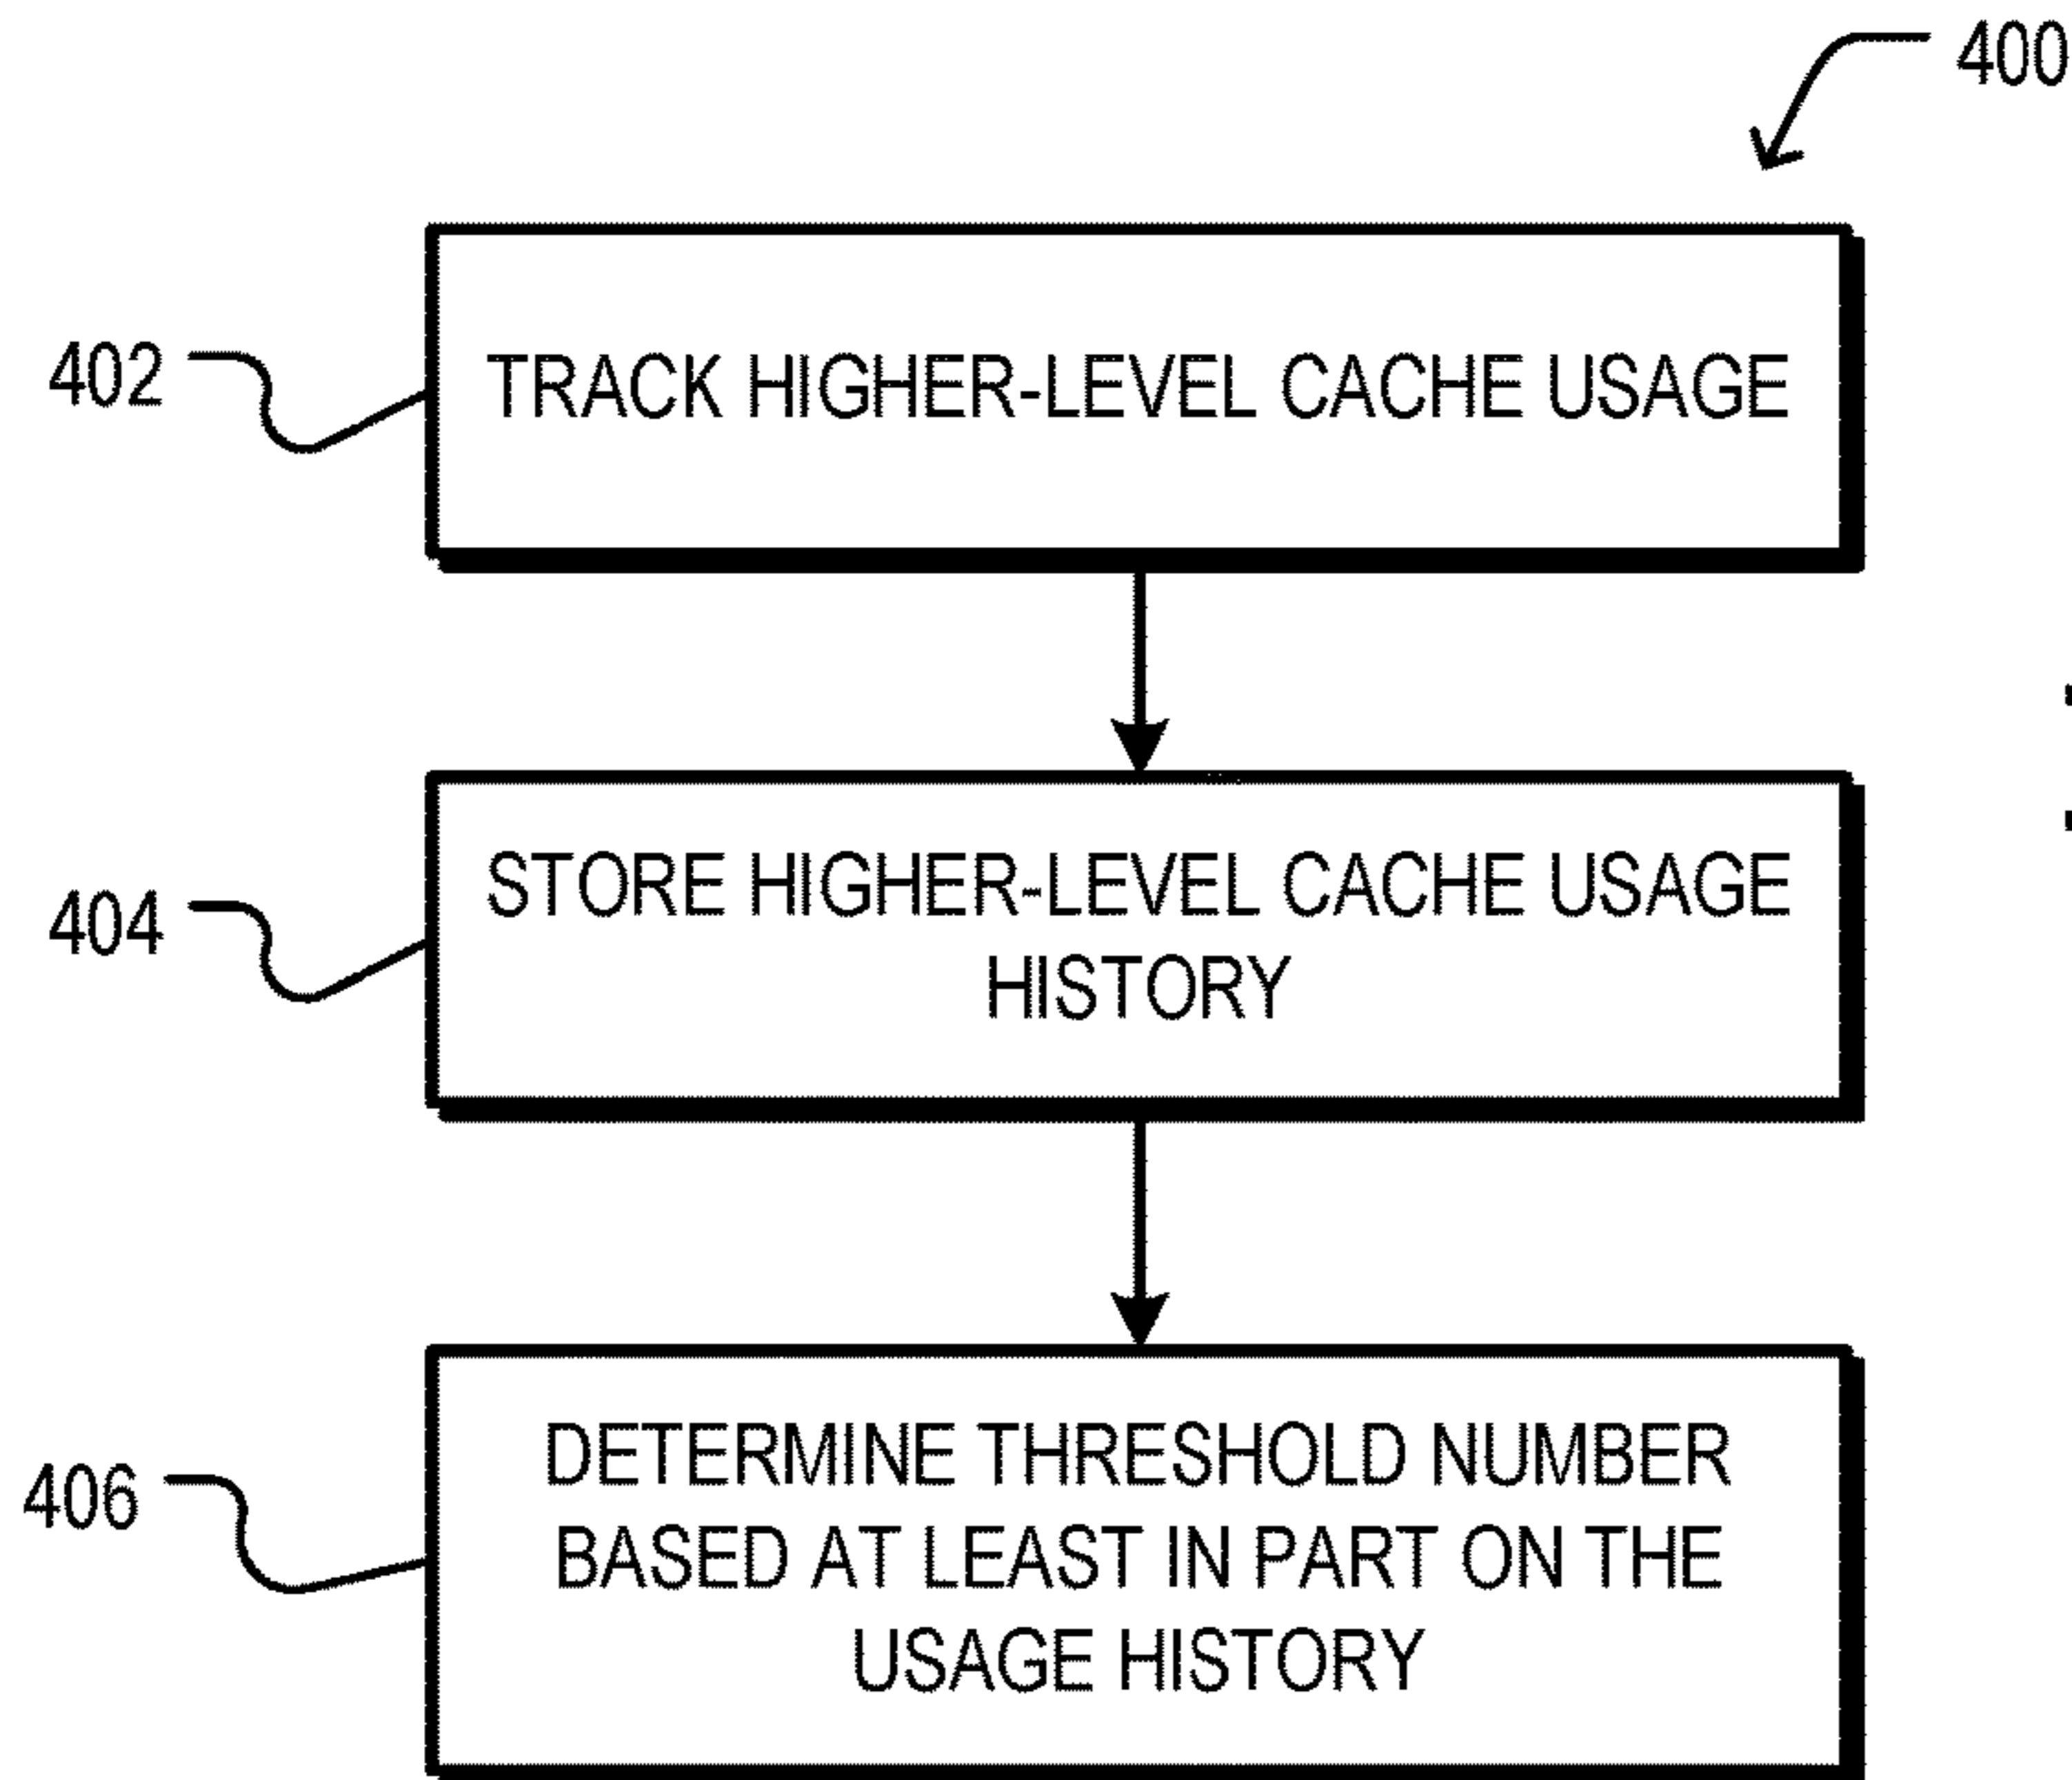 400
402
TRACK HIGHER-LEVEL CACHE USAGE
404
STORE HIGHER-LEVEL CACHE USAGE
HISTORY
406
DETERMINE THRESHOLD NUMBER
BASED AT LEAST IN PART ON THE
USAGE HISTORY